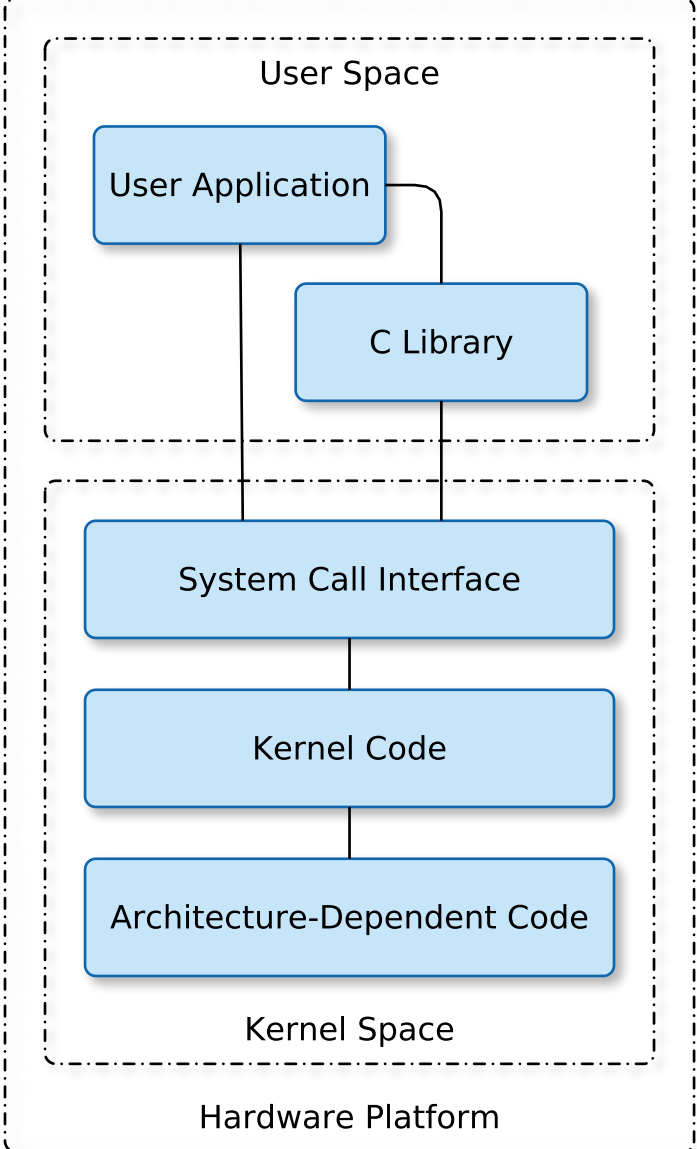 User Space
User Application
C Library
System Call Interface
Kernel Code
Architecture-Dependent Code
Kernel Space
Hardware Platform